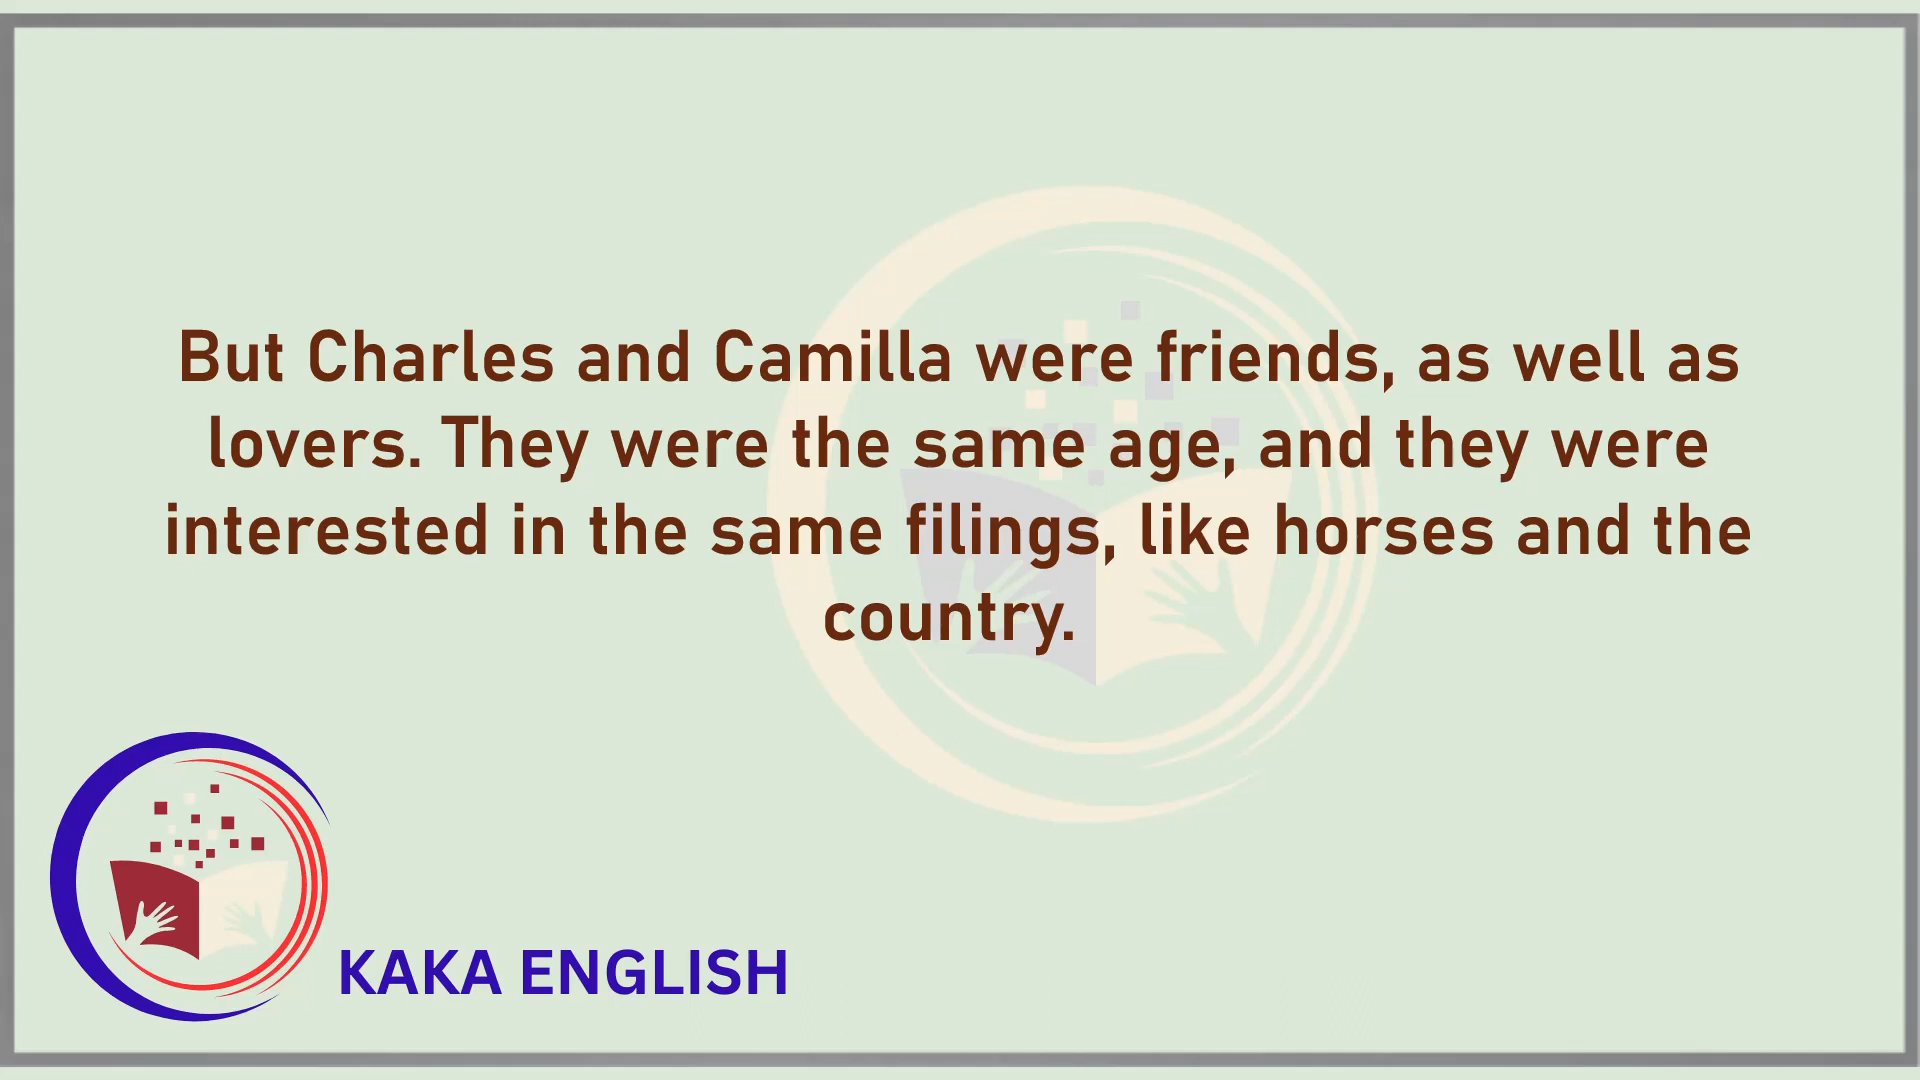 But Charles and Camilla were friends, as well as
lovers. They were the same age, and they were
interested in the same filings, like horses and the
country.
KAKA ENGLISH